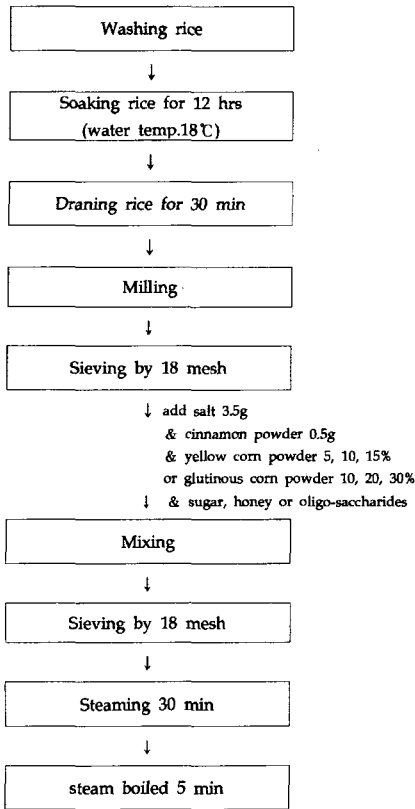 Washing rice
↓
Soaking rice for 12 hrs
(water temp.18℃)
↓
Draning rice for 30 min
↓
Milling
↓
Sieving by 18 mesh
↓ add salt 3.5g
& cinnamon powder 0.5g
& yellow corn powder 5, 10, 15%
or glutinous corn powder 10, 20, 30%
↓ & sugar, honey or oligo-saccharides
Mixing
↓
Sieving by 18 mesh
↓
Steaming 30 min
↓
steam boiled 5 min